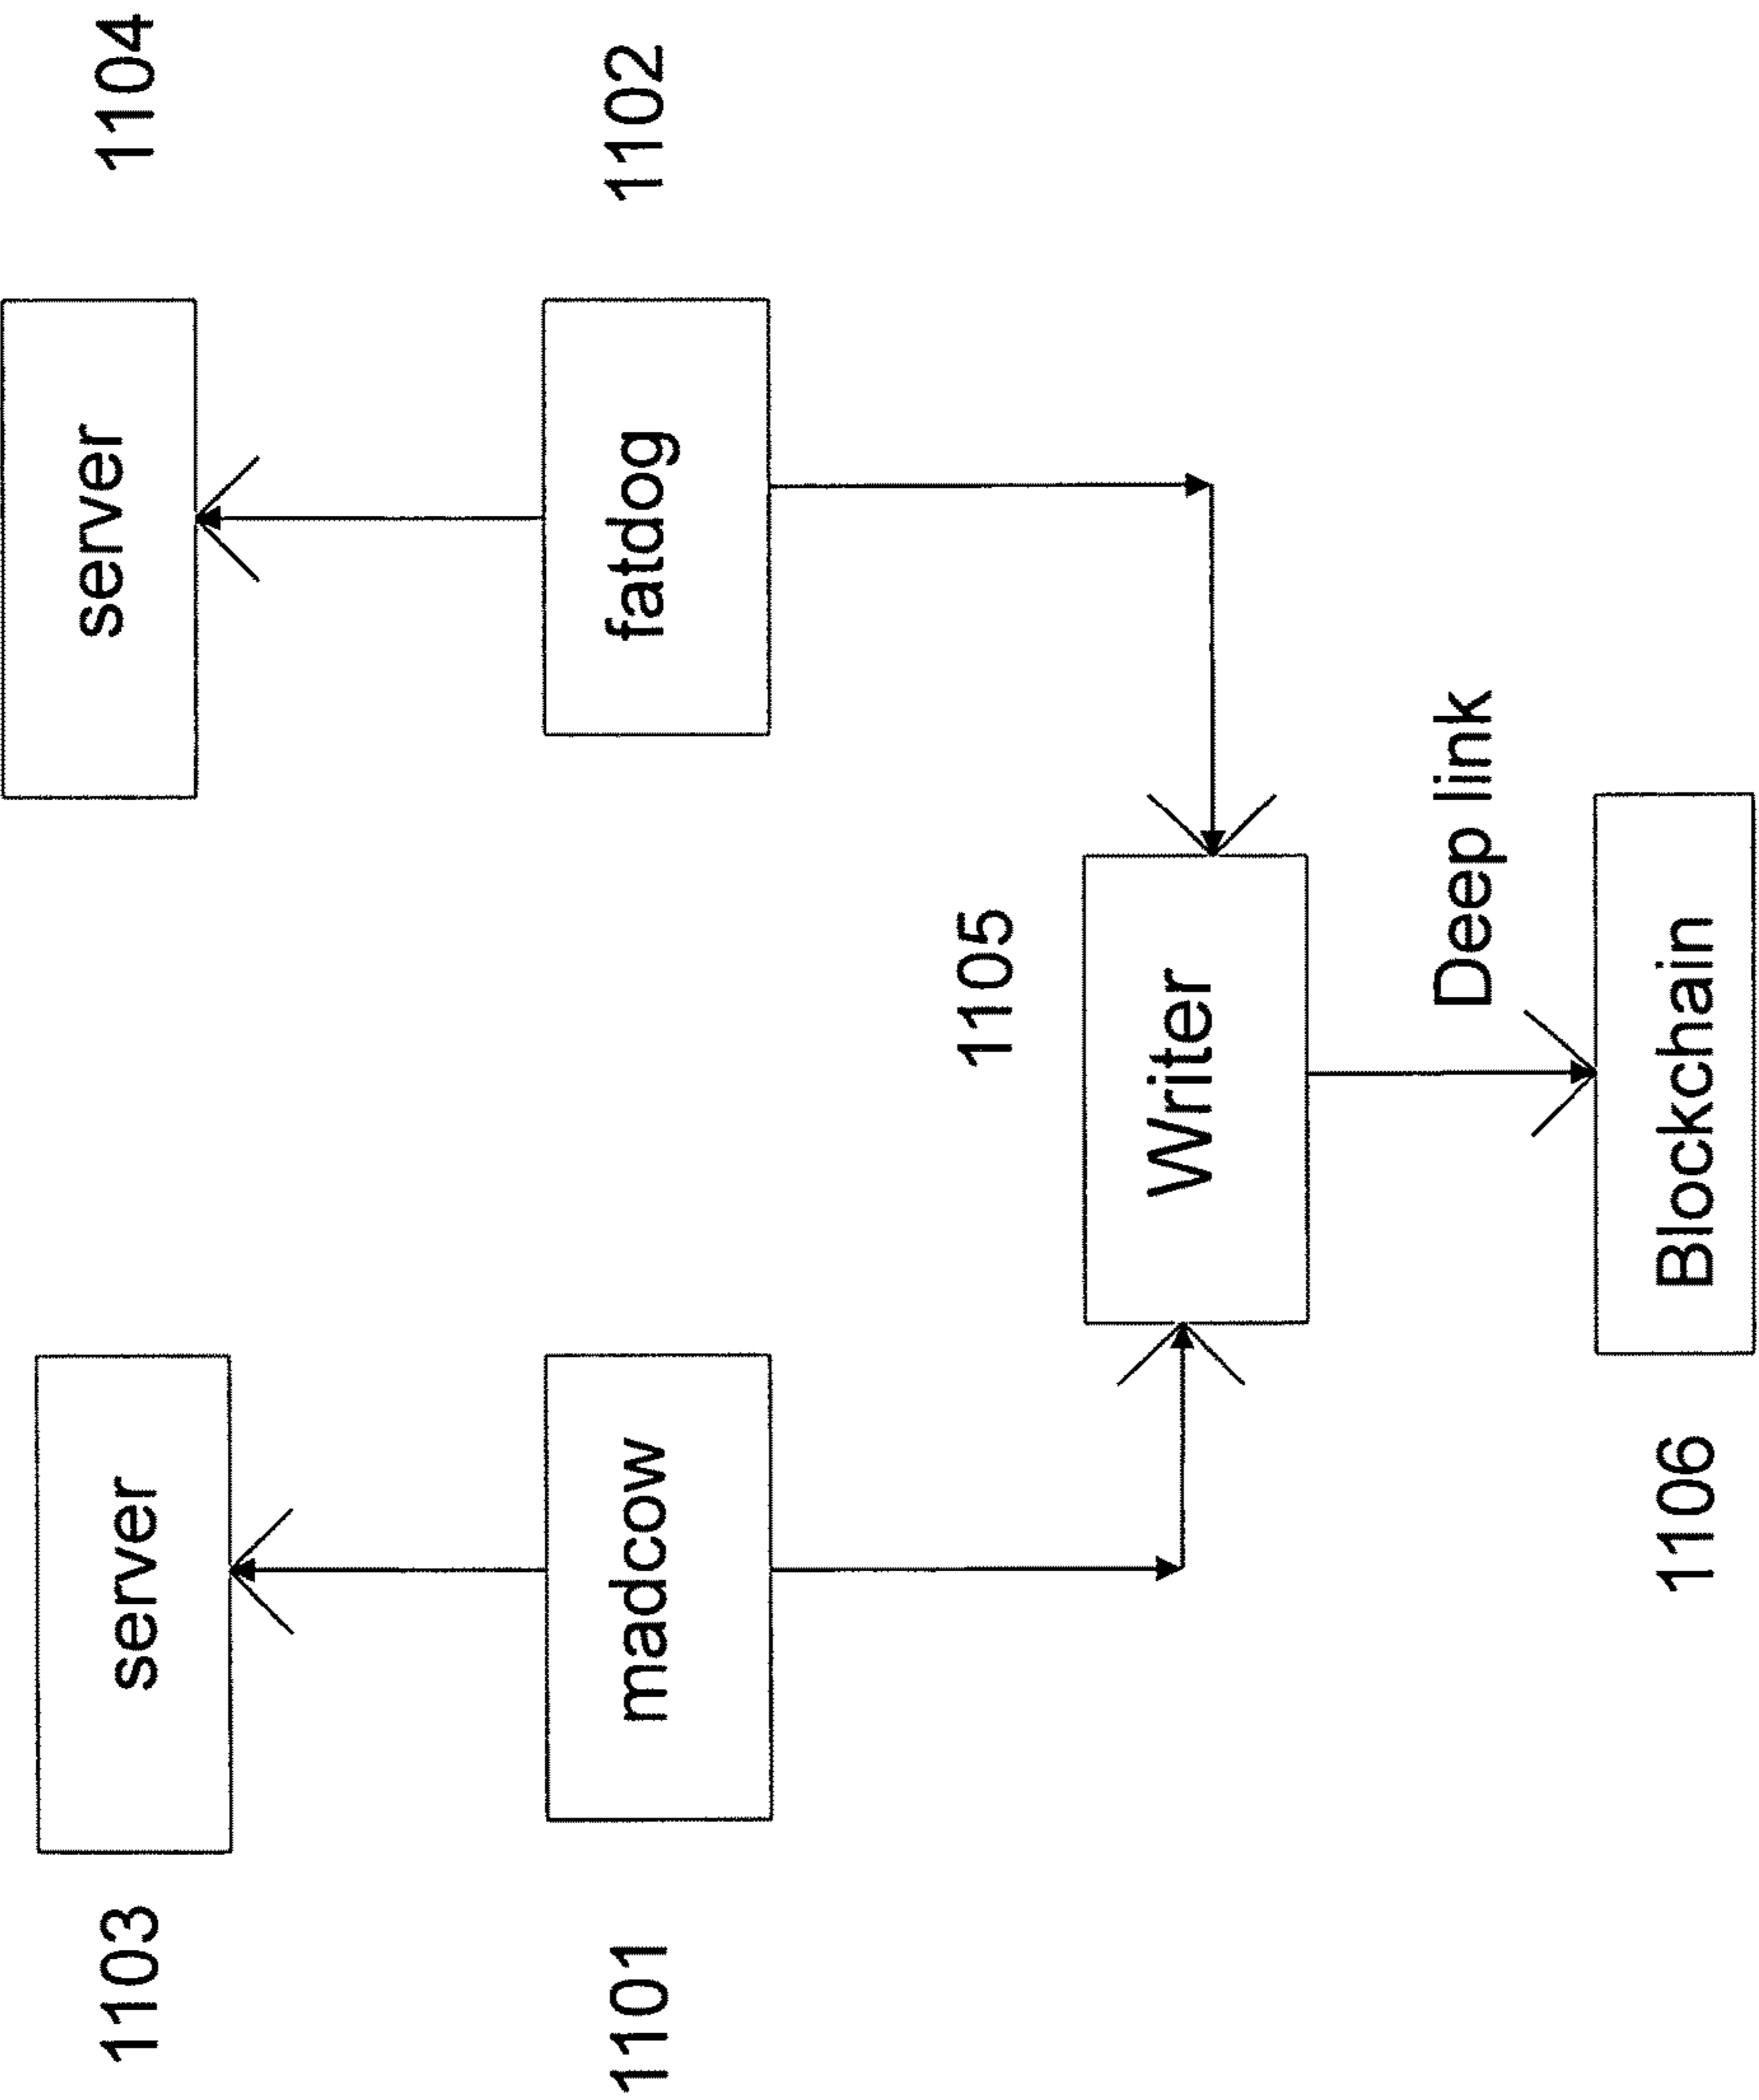 1103 server server 1104
1101 madcow fatdog 1102
1105
Writer
Deep link
1106 Blockchain